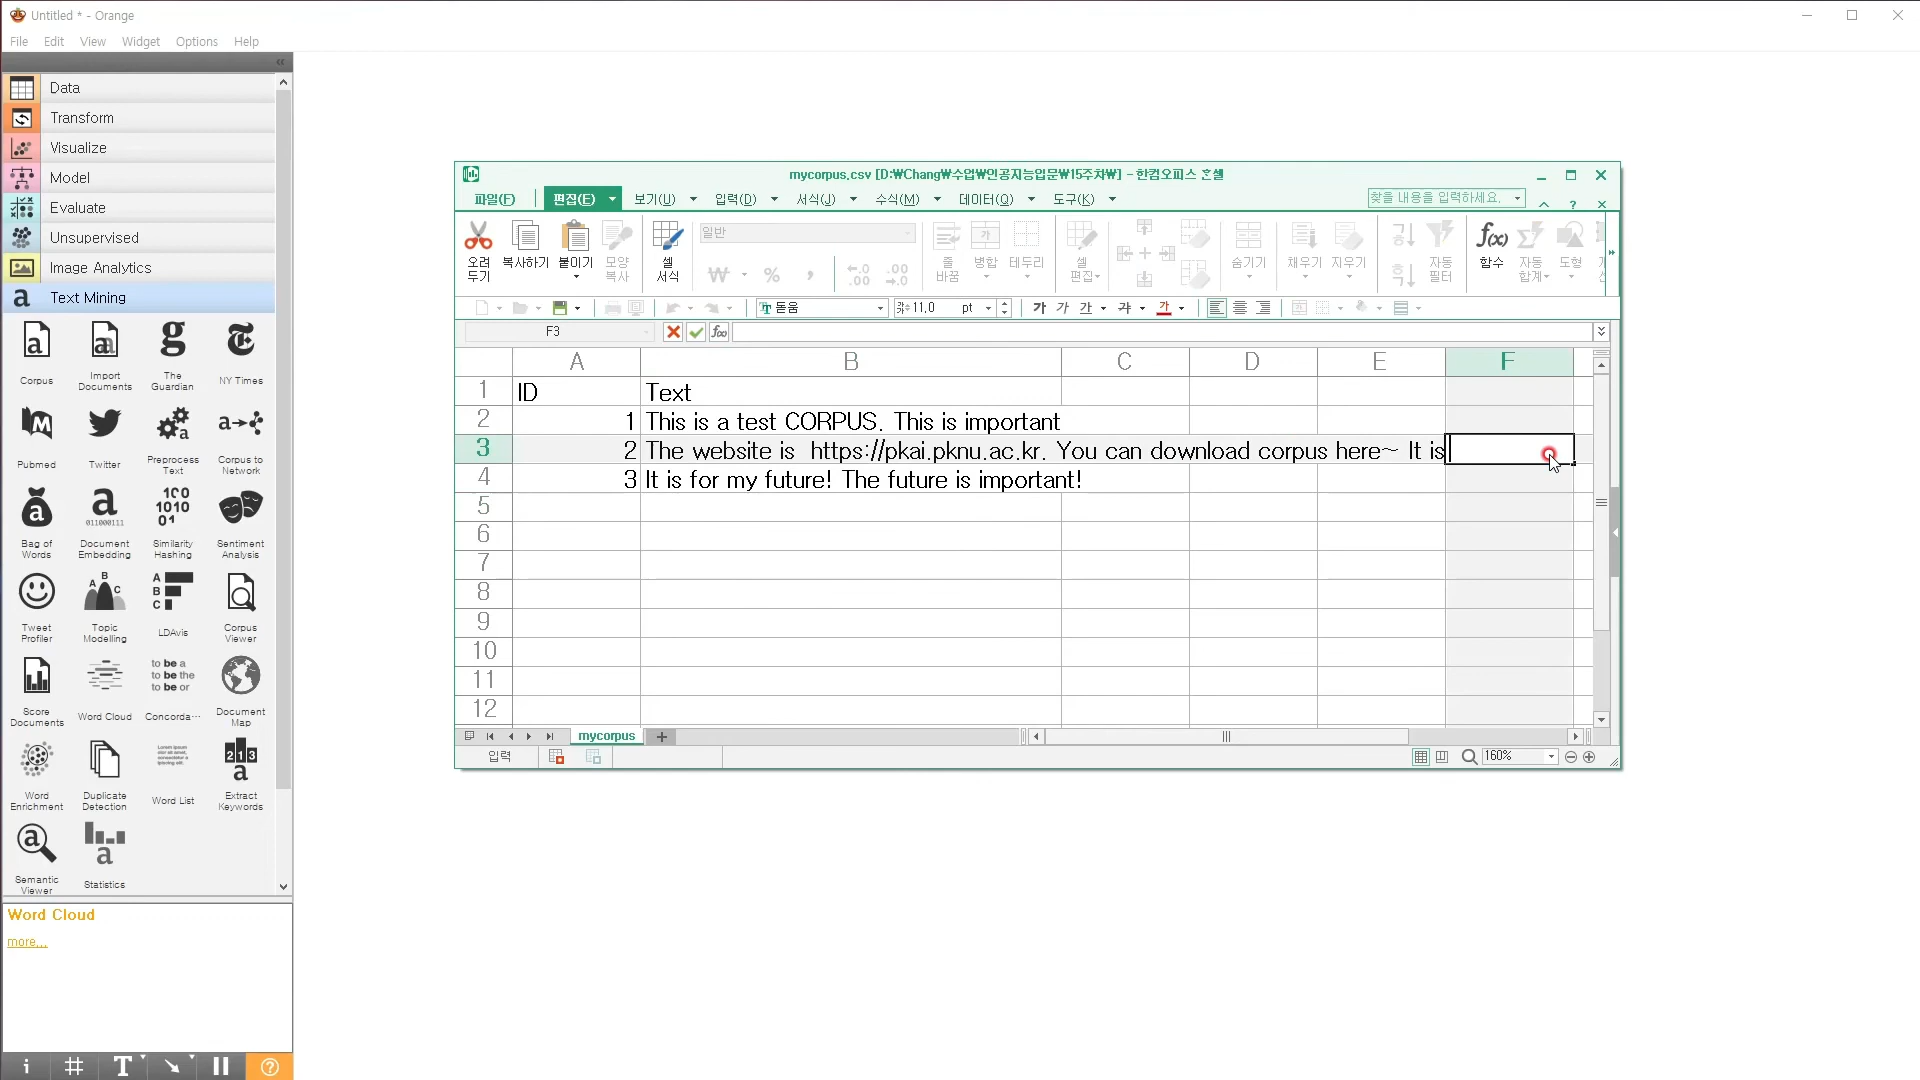 Untitled * - Orange
File Edit View Widget Options Help
Data
Transform
Visualize
Model
Evaluate
Unsupervised
Image Analytics
Text Mining
Corpus
Import Documents
The Guardian
NY Times
Pubmed
Twitter
Preprocess Text
Corpus to Network
Bag of Words
Document Embedding
Similarity Hashing
Sentiment Analysis
Tweet Profiler
Topic Modelling
LDAvis
Corpus Viewer
Score Documents
Word Cloud
Concorda…
Document Map
Word Enrichment
Duplicate Detection
Word List
Extract Keywords
Semantic Viewer
Statistics
Word Cloud
more...
mycorpus.csv [D:₩Chang₩수업₩인공지능입문₩15주차₩] - 한컴오피스 한셀
파일(F) 편집(E) 보기(U) 입력(D) 서식(J) 수식(M) 데이터(Q) 도구(K)
찾을 내용을 입력하세요.
오려 두기
복사하기
붙이기
모양 복사
셀 서식
일반
줄 바꿈
병합
테두리
셀 편집
숨기기
채우기
지우기
자동 필터
함수
자동 합계
도형
돋움 11.0 pt
F3
A B C D E F
1 ID Text
2 1 This is a test CORPUS. This is important
3 2 The website is https://pkai.pknu.ac.kr. You can download corpus here~ It is
4 3 It is for my future! The future is important!
5
6
7
8
9
10
11
12
mycorpus
입력
160%